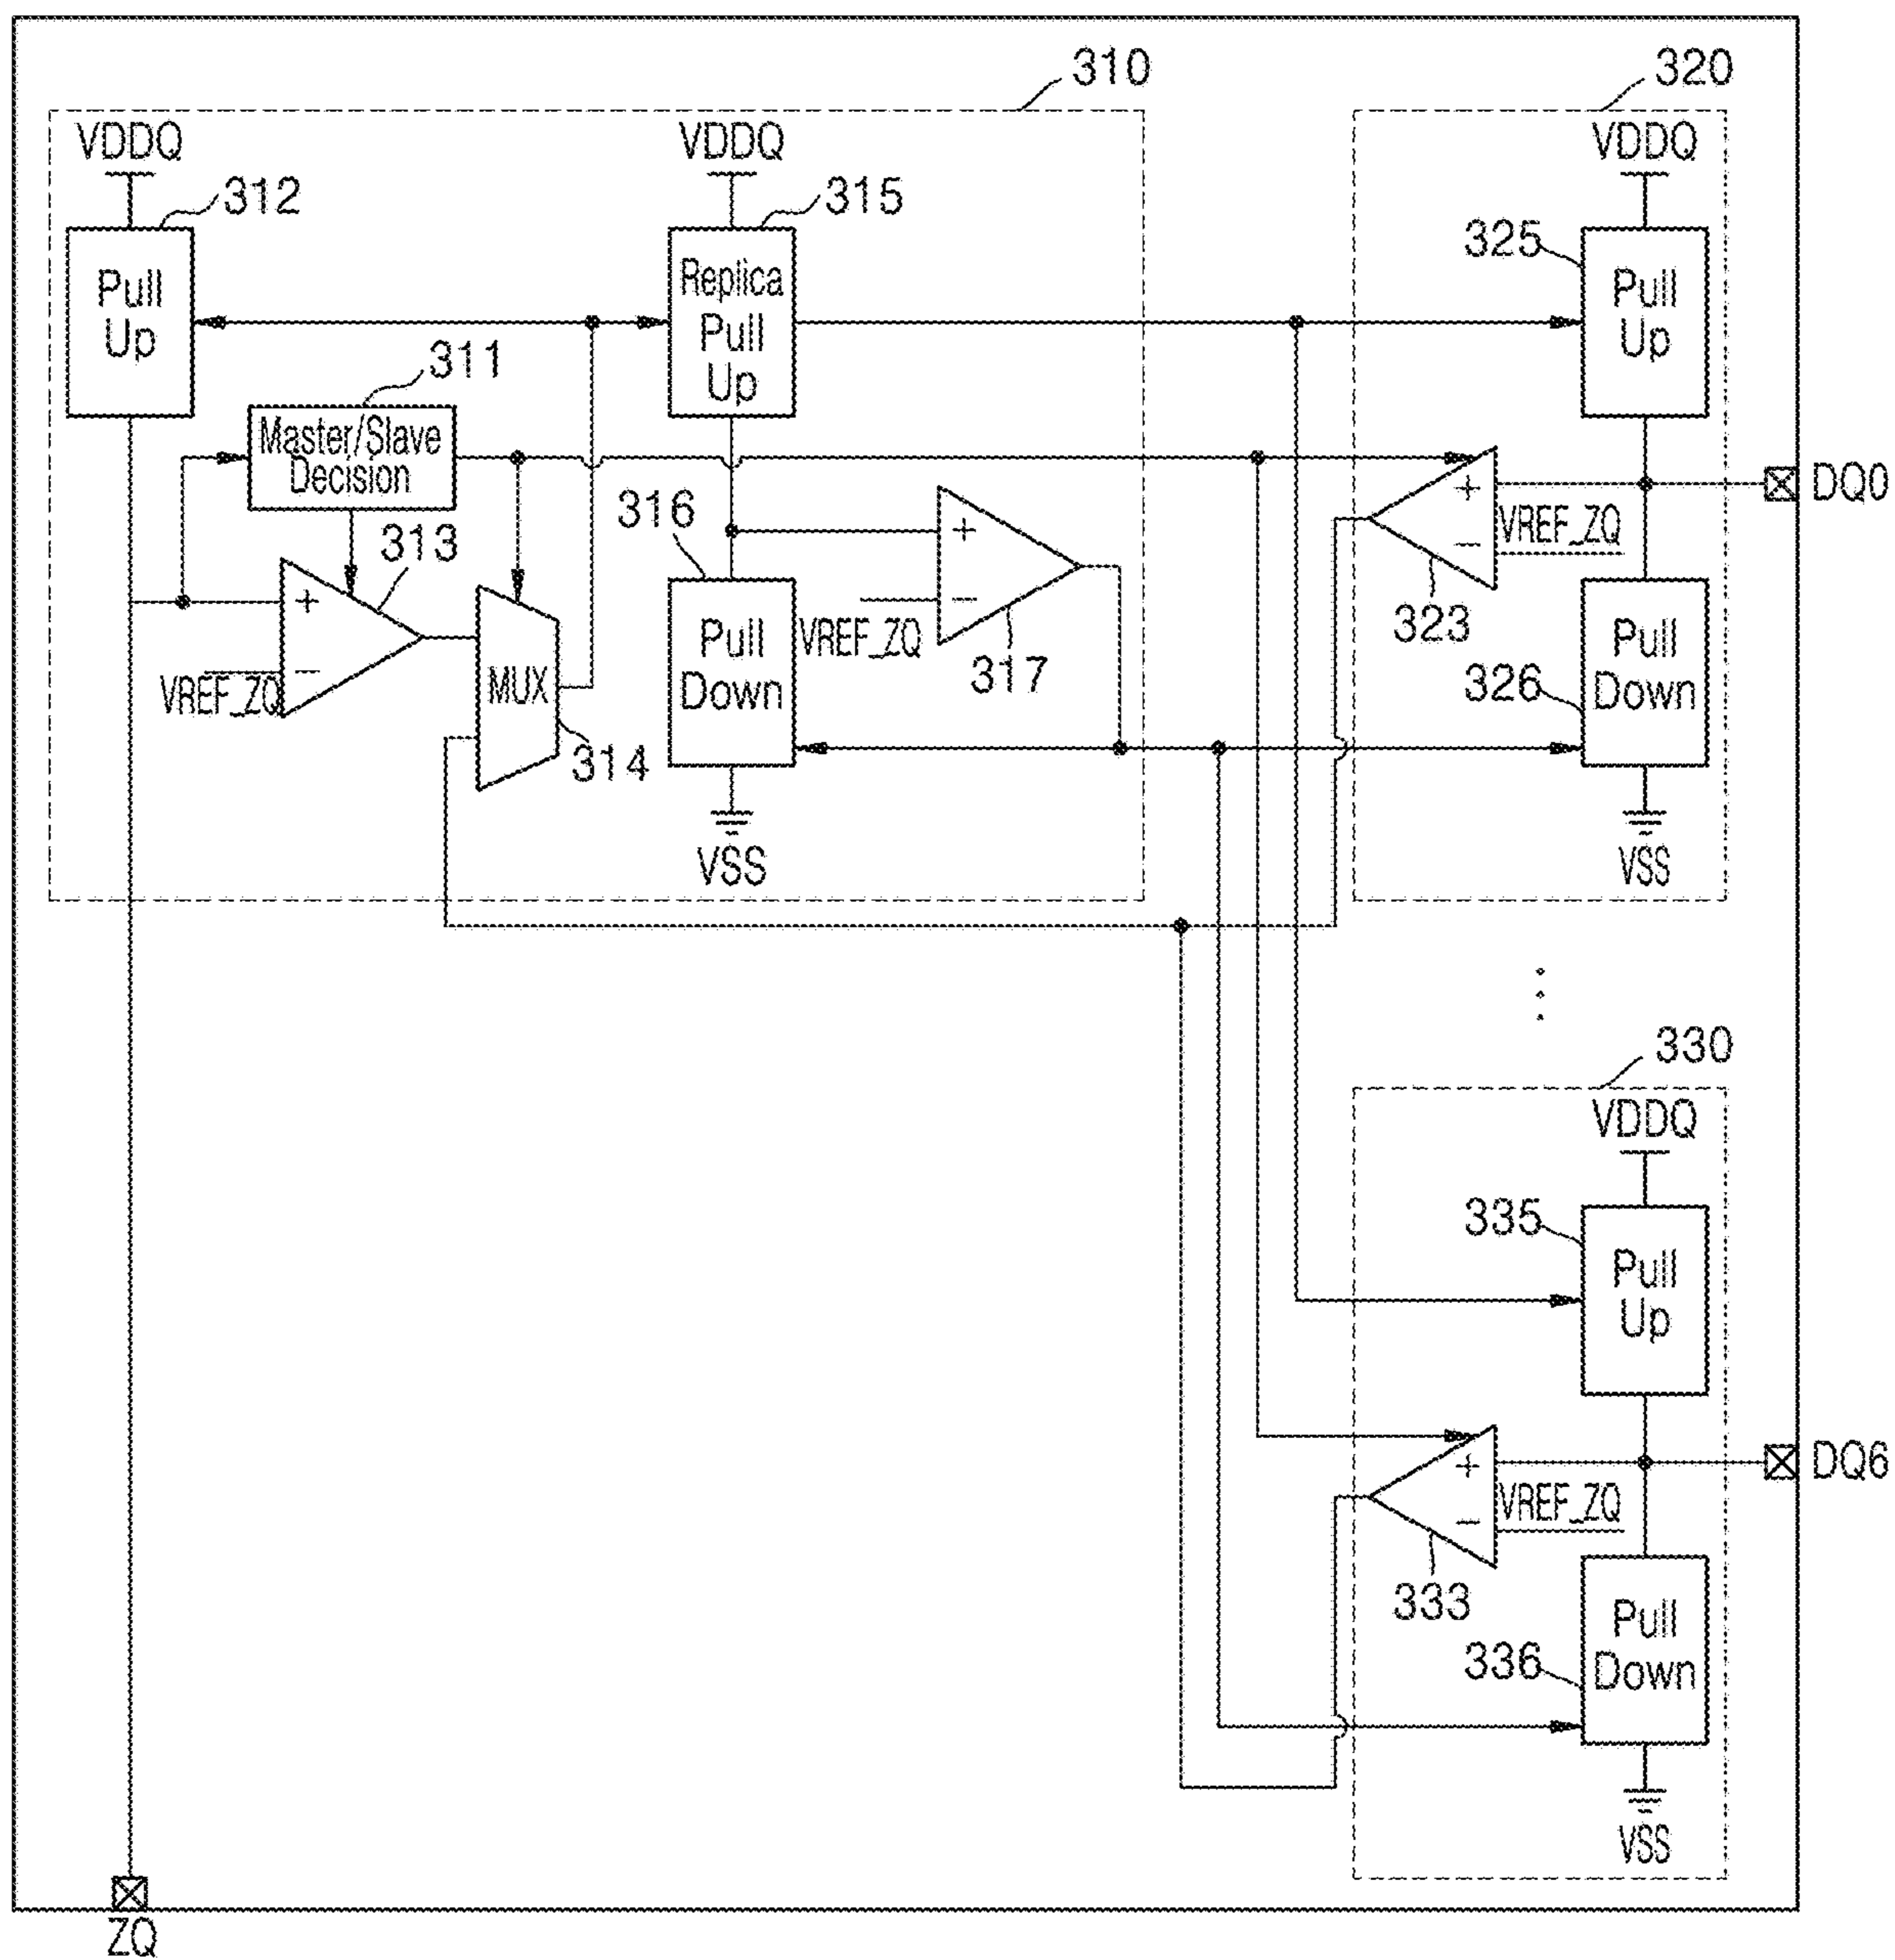 310
320
VDDQ
VDDQ
VDDQ
312
315
325
Pull
Up
Replica
Pull
Up
Pull
Up
311
Master/Slave
Decision
DQ0
316
313
+
−
VREF_ZQ
+
−
VREF_ZQ
317
+
−
VREF_ZQ
323
MUX
314
Pull
Down
326
Pull
Down
VSS
VSS
330
VDDQ
335
Pull
Up
+
−
VREF_ZQ
DQ6
333
336
Pull
Down
VSS
ZQ